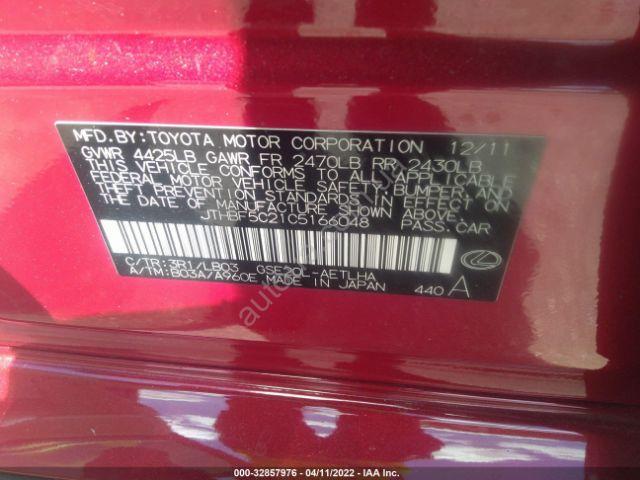 MFD. BY: TOYOTA MOTOR CORPORATION 12/11
GVWR 4425LB GAWR FR 2470LB RR 2430LB
THIS VEHICLE CONFORMS TO ALL APPLICABLE
FEDERAL MOTOR VEHICLE SAFETY, BUMPER, AND
THEFT PREVENTION STANDARDS IN EFFECT ON
THE DATE OF MANUFACTURE SHOWN ABOVE.
JTHBF5C21C5166048 PASS. CAR
C/TR: 3R1/LB03 GSE20L-AETLHA
A/TM: B03A/A960E MADE IN JAPAN 440 A
000-32857976 - 04/11/2022 - IAA Inc.